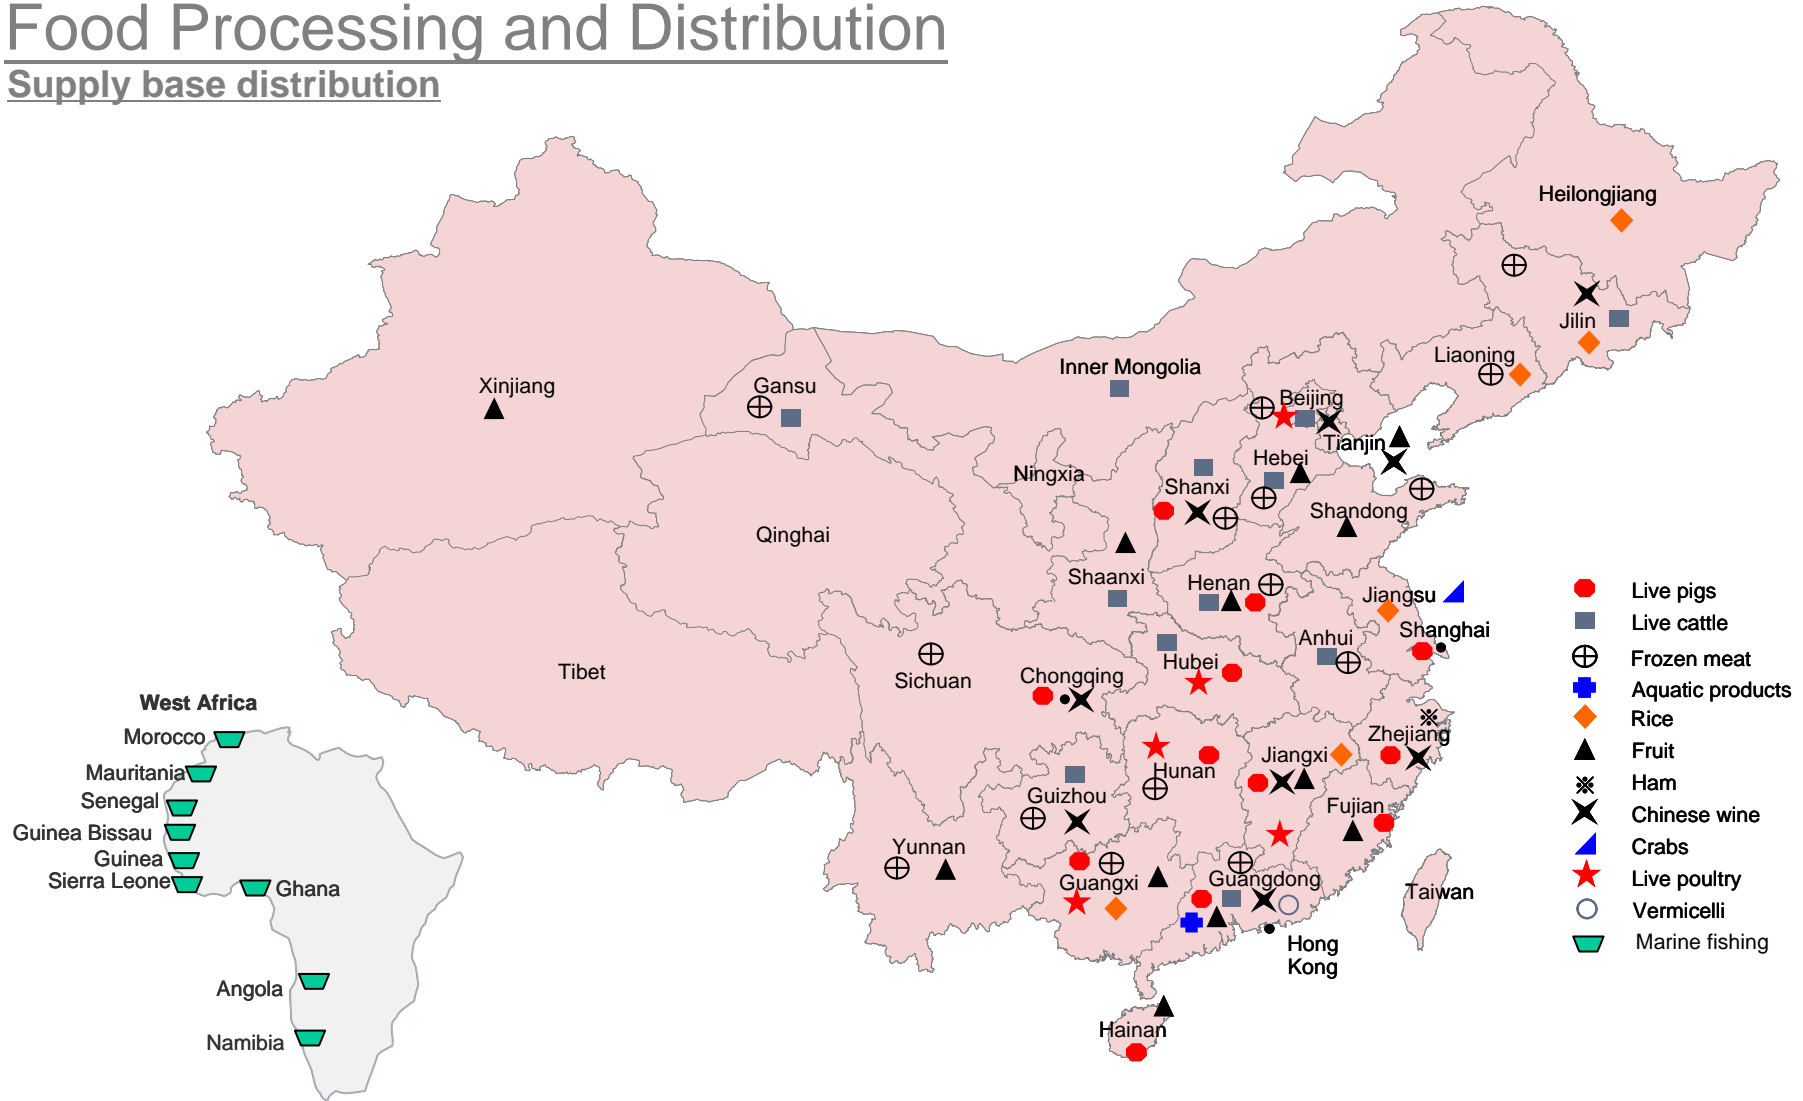 Food Processing and Distribution
Supply base distribution
Heilongjiang
Jilin
Liaoning
Inner Mongolia
Xinjiang
Gansu
Beijing
Tianjin
Hebei
Ningxia
Shanxi
Shandong
Qinghai
Shaanxi
Henan
Jiangsu
Shanghai
Anhui
Tibet
Sichuan
Chongqing
Hubei
Zhejiang
Hunan
Jiangxi
Guizhou
Fujian
Yunnan
Guangxi
Guangdong
Taiwan
Hong
Kong
Hainan
West Africa
Morocco
Mauritania
Senegal
Guinea Bissau
Guinea
Sierra Leone
Ghana
Angola
Namibia
Live pigs
Live cattle
Frozen meat
Aquatic products
Rice
Fruit
Ham
Chinese wine
Crabs
Live poultry
Vermicelli
Marine fishing